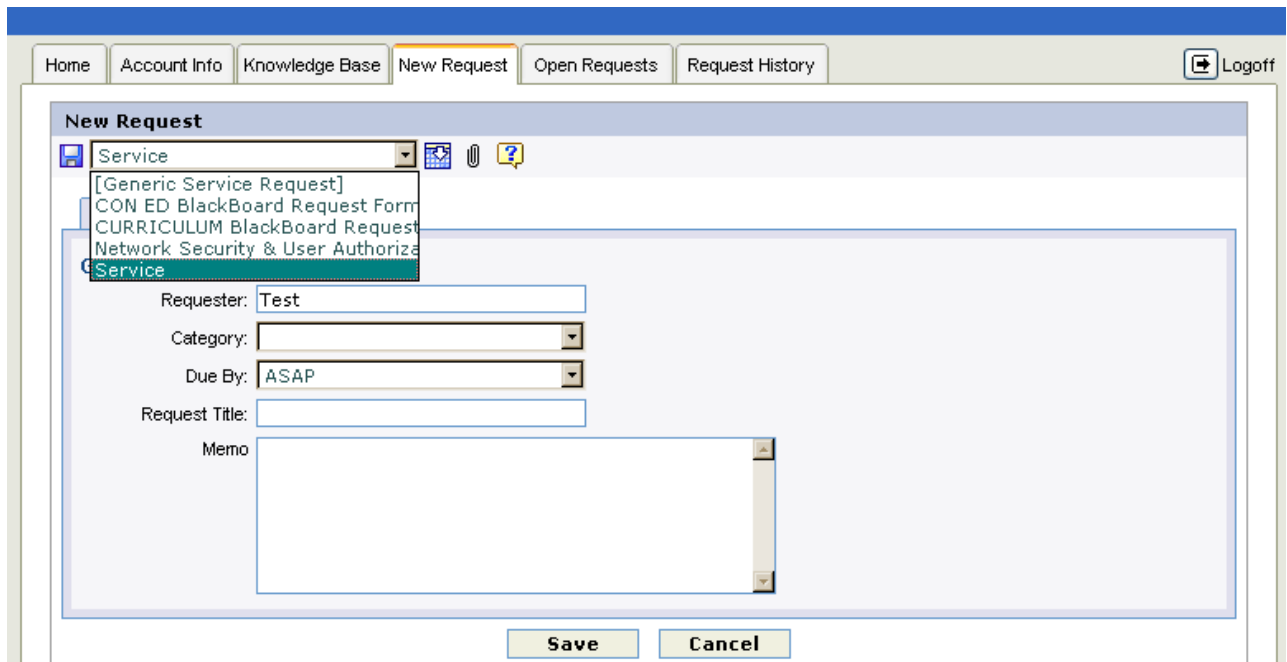 Home Account Info Knowledge Base New Request Open Requests Request History Logoff
New Request
Service
[Generic Service Request]
CON ED BlackBoard Request Form
CURRICULUM BlackBoard Request
Network Security & User Authoriza
Service
Requester: Test
Category:
Due By: ASAP
Request Title:
Memo
Save Cancel